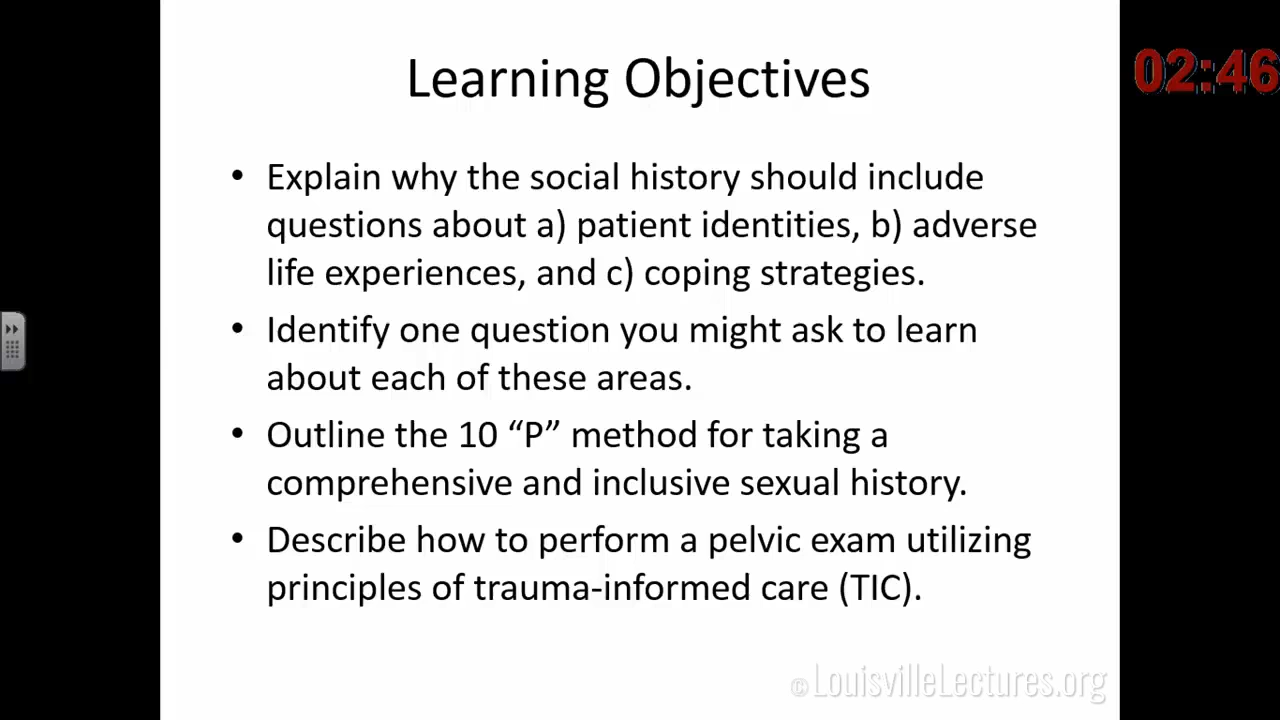 Learning Objectives
02:46
• Explain why the social history should include
questions about a) patient identities, b) adverse
life experiences, and c) coping strategies.
• Identify one question you might ask to learn
about each of these areas.
• Outline the 10 “P” method for taking a
comprehensive and inclusive sexual history.
• Describe how to perform a pelvic exam utilizing
principles of trauma-informed care (TIC).
©LouisvilleLectures.org